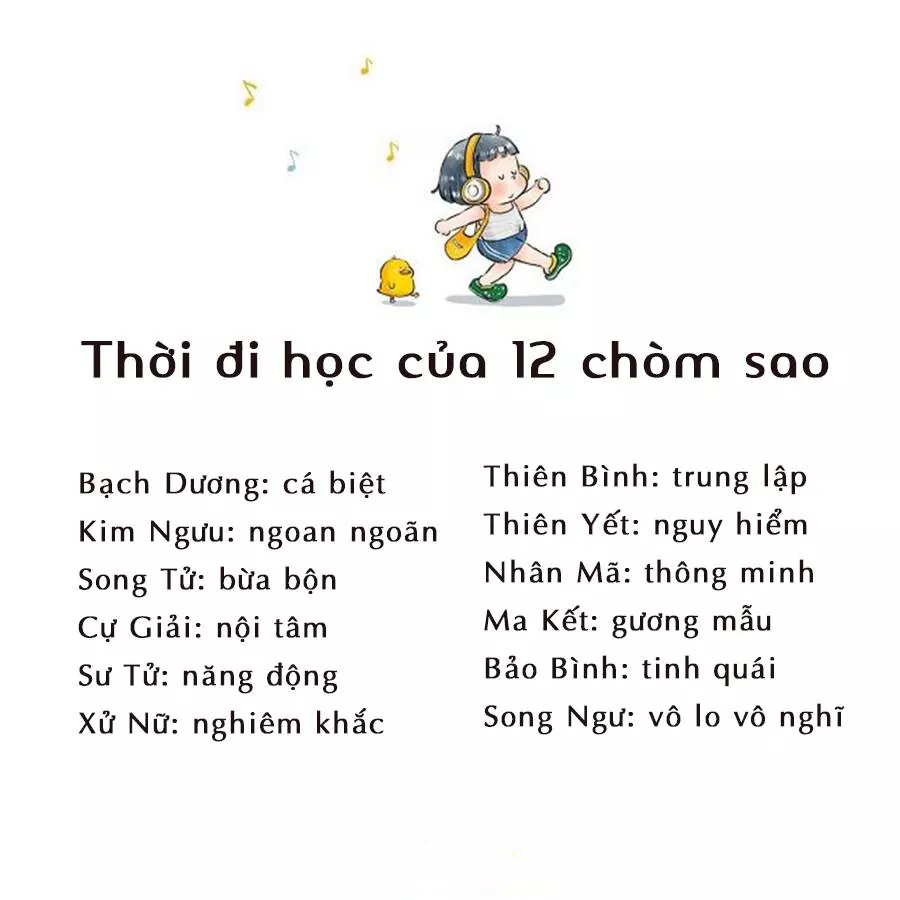 Thời đi học của 12 chòm sao
Bạch Dương: cá biệt
Kim Ngưu: ngoan ngoãn
Song Tử: bừa bộn
Cự Giải: nội tâm
Sư Tử: năng động
Xử Nữ: nghiêm khắc
Thiên Bình: trung lập
Thiên Yết: nguy hiểm
Nhân Mã: thông minh
Ma Kết: gương mẫu
Bảo Bình: tinh quái
Song Ngư: vô lo vô nghĩ